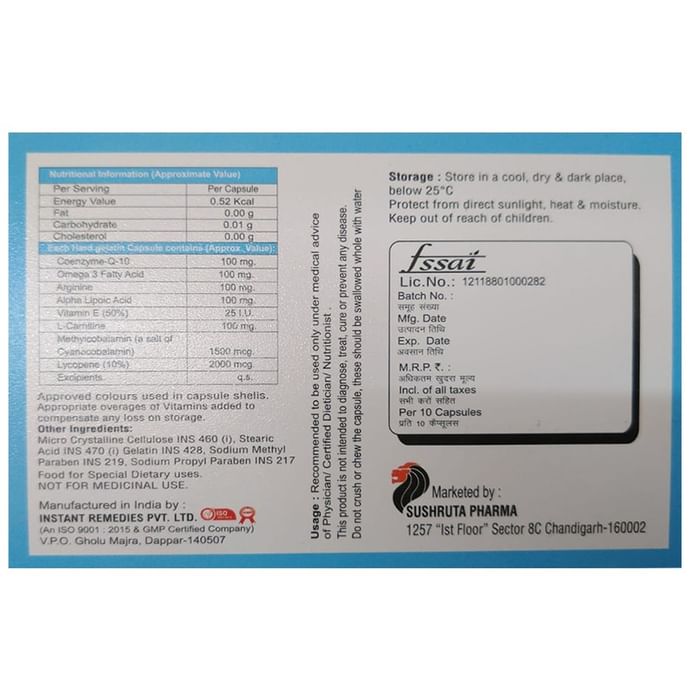 Nutritional Information (Approximate Value)
Per Serving Per Capsule
Energy Value 0.52 Kcal
Fat 0.00 g
Carbohydrate 0.01 g
Cholesterol 0.00 g
Each Hard gelatin Capsule contains (Approx. Value):
Coenzyme-Q-10 100 mg.
Omega 3 Fatty Acid 100 mg.
Arginine 100 mg.
Alpha Lipoic Acid 100 mg.
Vitamin E (50%) 25 I.U.
L-Carnitine 100 mg.
Methylcobalamin (a salt of
Cyanocobalamin) 1500 mcg.
Lycopene (10%) 2000 mcg.
Excipients q.s.
Approved colours used in capsule shells.
Appropriate overages of Vitamins added to
compensate any loss on storage.
Other Ingredients:
Micro Crystalline Cellulose INS 460 (i), Stearic
Acid INS 470 (i) Gelatin INS 428, Sodium Methyl
Paraben INS 219, Sodium Propyl Paraben INS 217
Food for Special Dietary uses.
NOT FOR MEDICINAL USE.
Manufactured in India by :
INSTANT REMEDIES PVT. LTD. ISO
(An ISO 9001 : 2015 & GMP Certified Company)
V.P.O. Gholu Majra, Dappar-140507
Usage : Recommended to be used only under medical advice
of Physician/ Certified Dietician/ Nutritionist .
This product is not intended to diagnose, treat, cure or prevent any disease.
Do not crush or chew the capsule, these should be swallowed whole with water
Storage : Store in a cool, dry & dark place,
below 25°C
Protect from direct sunlight, heat & moisture.
Keep out of reach of children.
fssai
Lic.No.: 12118801000282
Batch No. :
समूह संख्या
Mfg. Date
उत्पादन तिथि
Exp. Date
अवसान तिथि
M.R.P. ₹. :
अधिकतम खुदरा मूल्य
Incl. of all taxes
सभी करों सहित
Per 10 Capsules
प्रति 10 कैप्सूलस
Marketed by :
SUSHRUTA PHARMA
1257 "Ist Floor" Sector 8C Chandigarh-160002